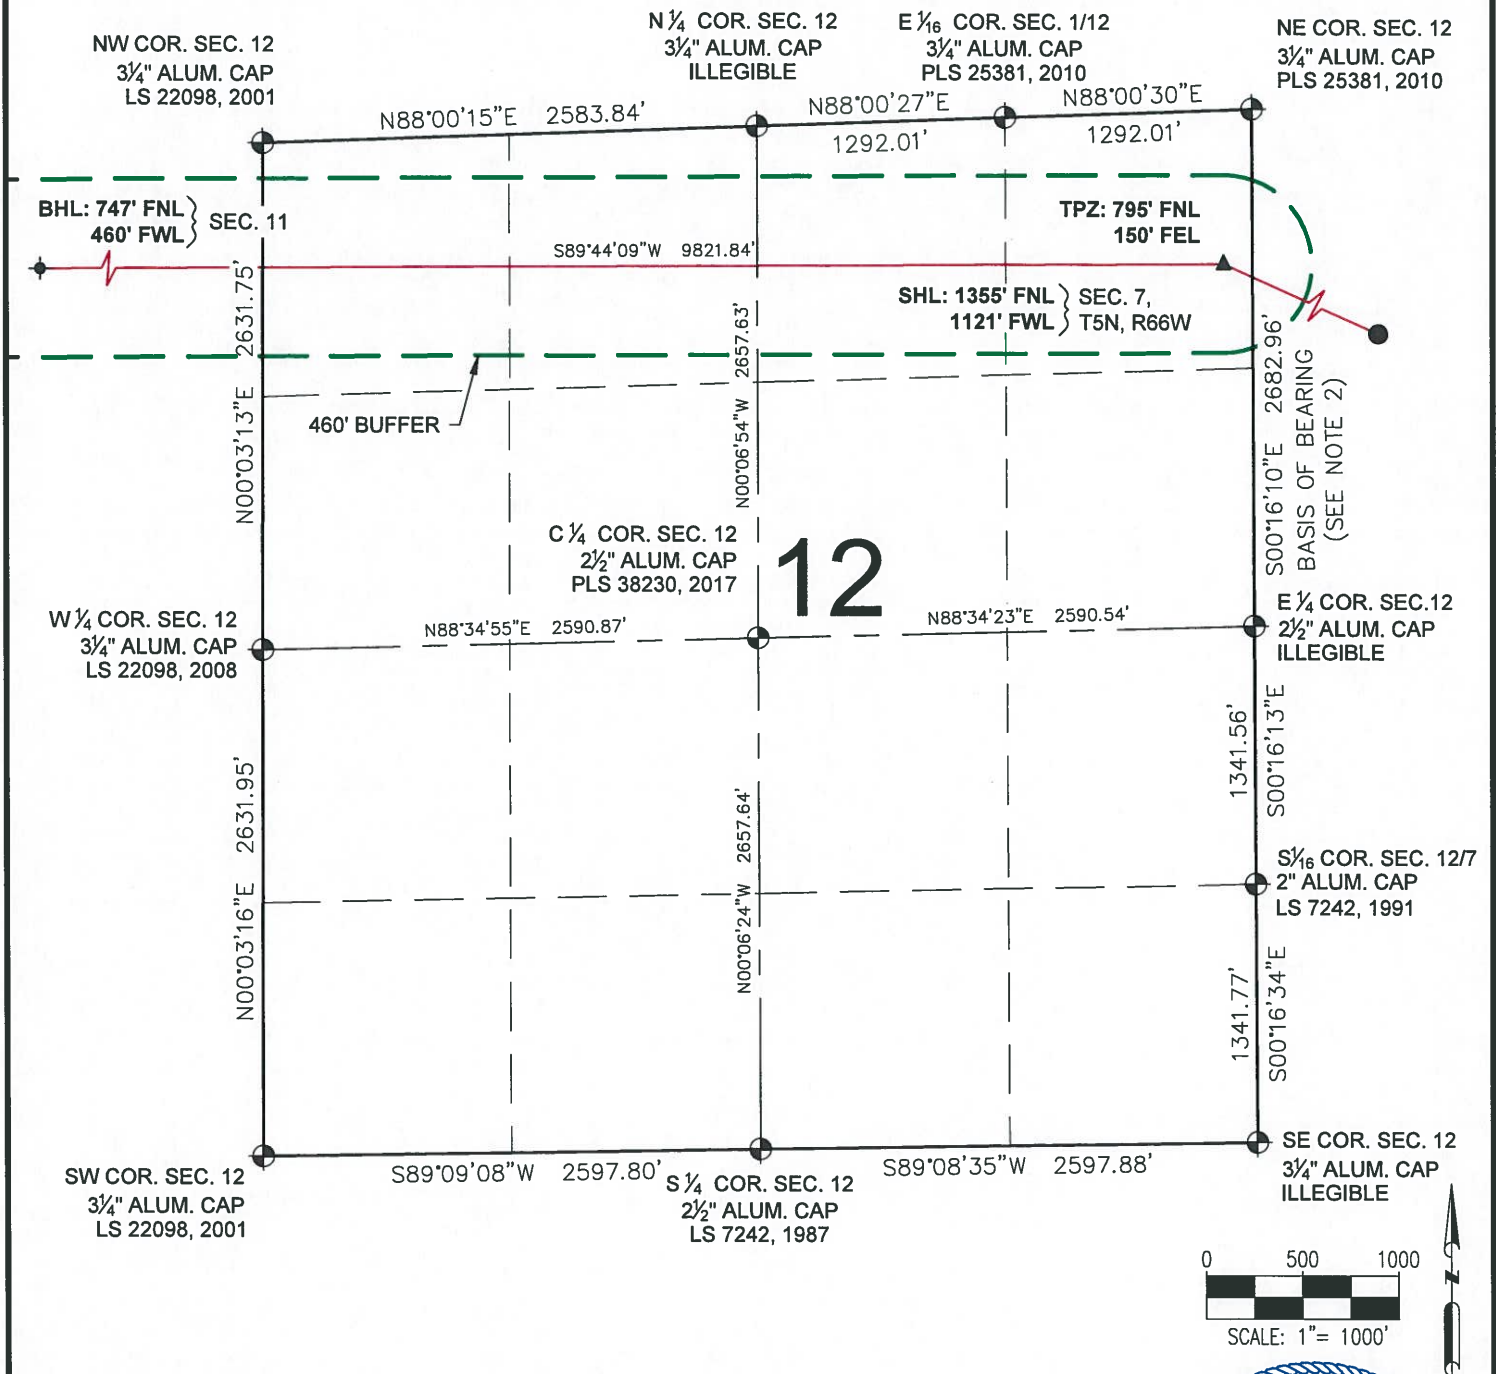 NW COR. SEC. 12
3¼" ALUM. CAP
LS 22098, 2001
N ¼ COR. SEC. 12
3¼" ALUM. CAP
ILLEGIBLE
E 1⁄16 COR. SEC. 1/12
3¼" ALUM. CAP
PLS 25381, 2010
NE COR. SEC. 12
3¼" ALUM. CAP
PLS 25381, 2010
N88°00'15"E 2583.84'
N88°00'27"E
1292.01'
N88°00'30"E
1292.01'
BHL: 747' FNL
460' FWL
SEC. 11
TPZ: 795' FNL
150' FEL
S89°44'09"W 9821.84'
SHL: 1355' FNL
1121' FWL
SEC. 7,
T5N, R66W
460' BUFFER
N00°03'13"E 2631.75'
N00°06'54"W 2657.63'
S00°16'10"E 2682.96'
BASIS OF BEARING
(SEE NOTE 2)
C ¼ COR. SEC. 12
2½" ALUM. CAP
PLS 38230, 2017
12
W ¼ COR. SEC. 12
3¼" ALUM. CAP
LS 22098, 2008
N88°34'55"E 2590.87'
N88°34'23"E 2590.54'
E ¼ COR. SEC.12
2½" ALUM. CAP
ILLEGIBLE
N00°03'16"E 2631.95'
N00°06'24"W 2657.64'
1341.56'
S00°16'13"E
S1⁄16 COR. SEC. 12/7
2" ALUM. CAP
LS 7242, 1991
1341.77'
S00°16'34"E
SW COR. SEC. 12
3¼" ALUM. CAP
LS 22098, 2001
S89°09'08"W 2597.80'
S ¼ COR. SEC. 12
2½" ALUM. CAP
LS 7242, 1987
S89°08'35"W 2597.88'
SE COR. SEC. 12
3¼" ALUM. CAP
ILLEGIBLE
0 500 1000
SCALE: 1"= 1000'
N